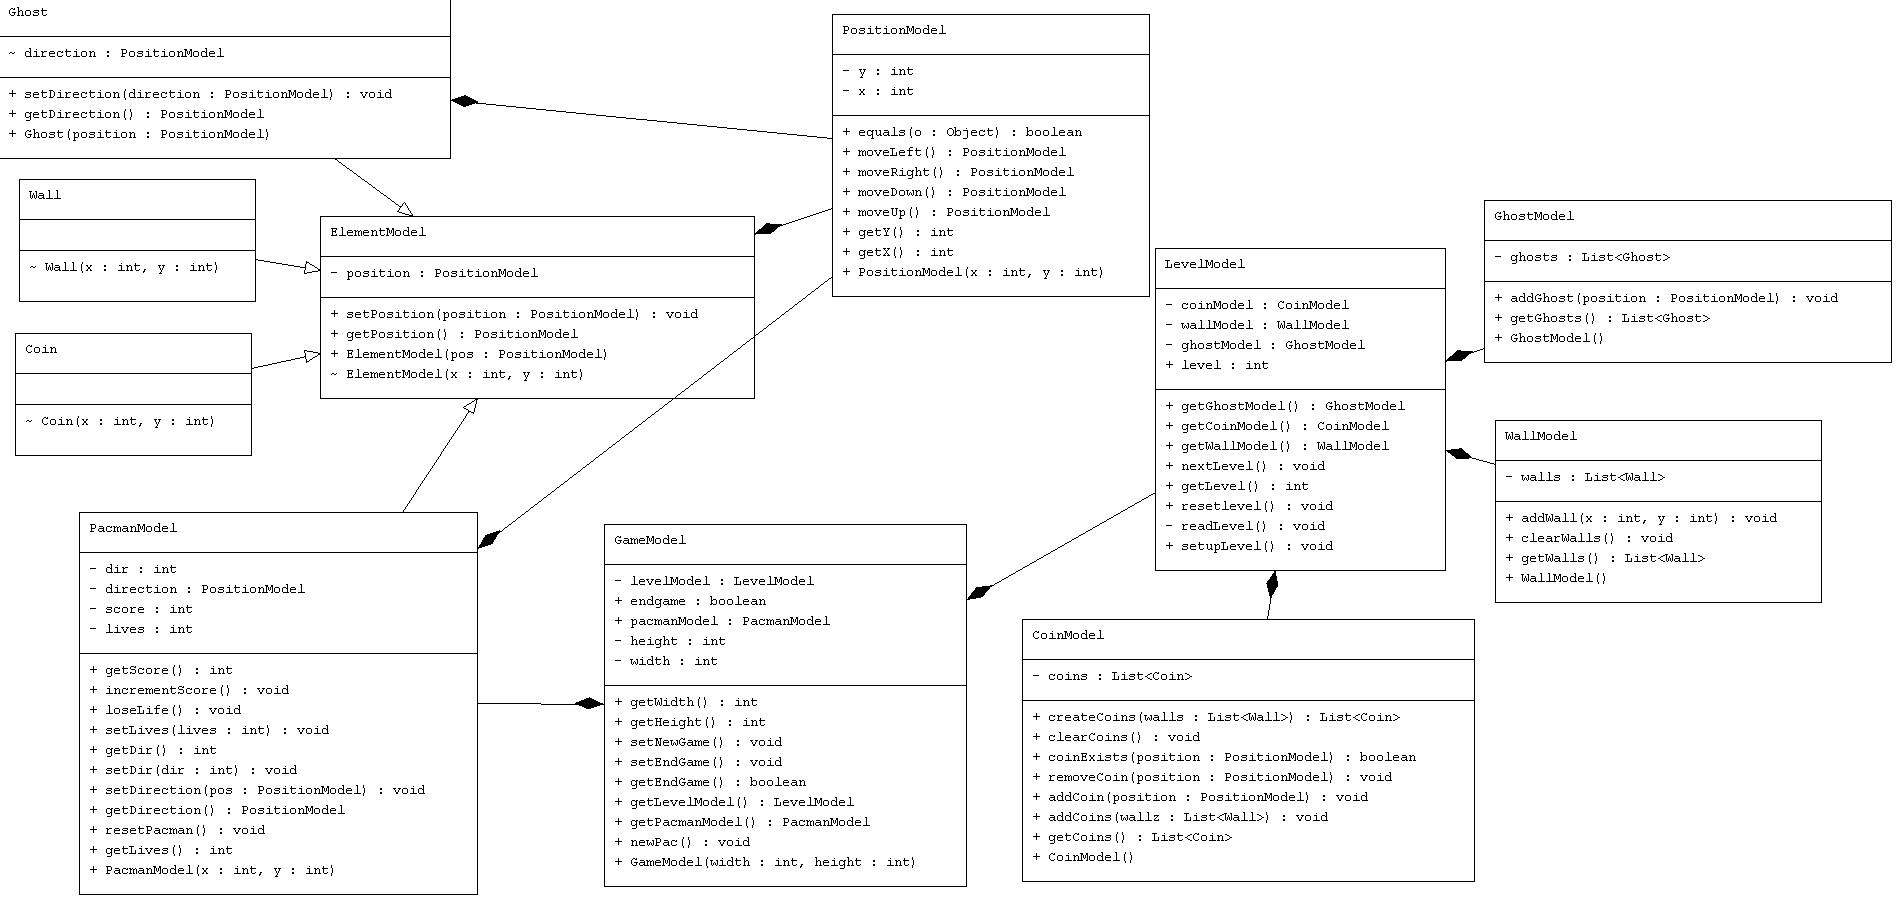 Ghost
~ direction : PositionModel
+ setDirection(direction : PositionModel) : void
+ getDirection() : PositionModel
+ Ghost(position : PositionModel)
Wall
~ Wall(x : int, y : int)
Coin
~ Coin(x : int, y : int)
ElementModel
- position : PositionModel
+ setPosition(position : PositionModel) : void
+ getPosition() : PositionModel
+ ElementModel(pos : PositionModel)
~ ElementModel(x : int, y : int)
PositionModel
- y : int
- x : int
+ equals(o : Object) : boolean
+ moveLeft() : PositionModel
+ moveRight() : PositionModel
+ moveDown() : PositionModel
+ moveUp() : PositionModel
+ getY() : int
+ getX() : int
+ PositionModel(x : int, y : int)
LevelModel
- coinModel : CoinModel
- wallModel : WallModel
- ghostModel : GhostModel
+ level : int
+ getGhostModel() : GhostModel
+ getCoinModel() : CoinModel
+ getWallModel() : WallModel
+ nextLevel() : void
+ getLevel() : int
+ resetlevel() : void
- readLevel() : void
+ setupLevel() : void
GhostModel
- ghosts : List<Ghost>
+ addGhost(position : PositionModel) : void
+ getGhosts() : List<Ghost>
+ GhostModel()
WallModel
- walls : List<Wall>
+ addWall(x : int, y : int) : void
+ clearWalls() : void
+ getWalls() : List<Wall>
+ WallModel()
PacmanModel
- dir : int
- direction : PositionModel
- score : int
- lives : int
+ getScore() : int
+ incrementScore() : void
+ loseLife() : void
+ setLives(lives : int) : void
+ getDir() : int
+ setDir(dir : int) : void
+ setDirection(pos : PositionModel) : void
+ getDirection() : PositionModel
+ resetPacman() : void
+ getLives() : int
+ PacmanModel(x : int, y : int)
GameModel
- levelModel : LevelModel
+ endgame : boolean
+ pacmanModel : PacmanModel
- height : int
- width : int
+ getWidth() : int
+ getHeight() : int
+ setNewGame() : void
+ setEndGame() : void
+ getEndGame() : boolean
+ getLevelModel() : LevelModel
+ getPacmanModel() : PacmanModel
+ newPac() : void
+ GameModel(width : int, height : int)
CoinModel
- coins : List<Coin>
+ createCoins(walls : List<Wall>) : List<Coin>
+ clearCoins() : void
+ coinExists(position : PositionModel) : boolean
+ removeCoin(position : PositionModel) : void
+ addCoin(position : PositionModel) : void
+ addCoins(wallz : List<Wall>) : void
+ getCoins() : List<Coin>
+ CoinModel()